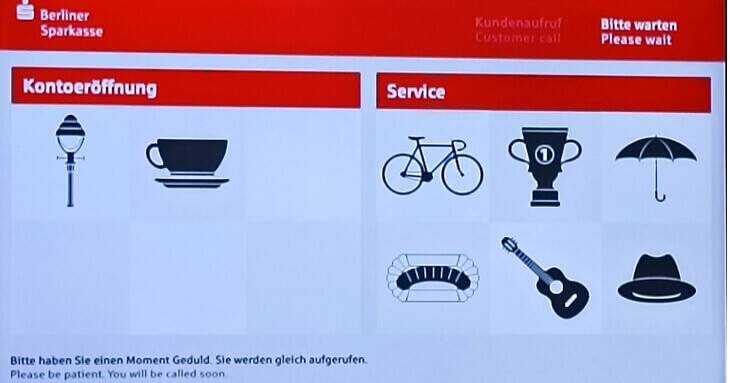 Berliner
Sparkasse
Kundenaufruf
Customer call
Bitte warten
Please wait
Kontoeröffnung
Service
1
Bitte haben Sie einen Moment Geduld. Sie werden gleich aufgerufen.
Please be patient. You will be called soon.